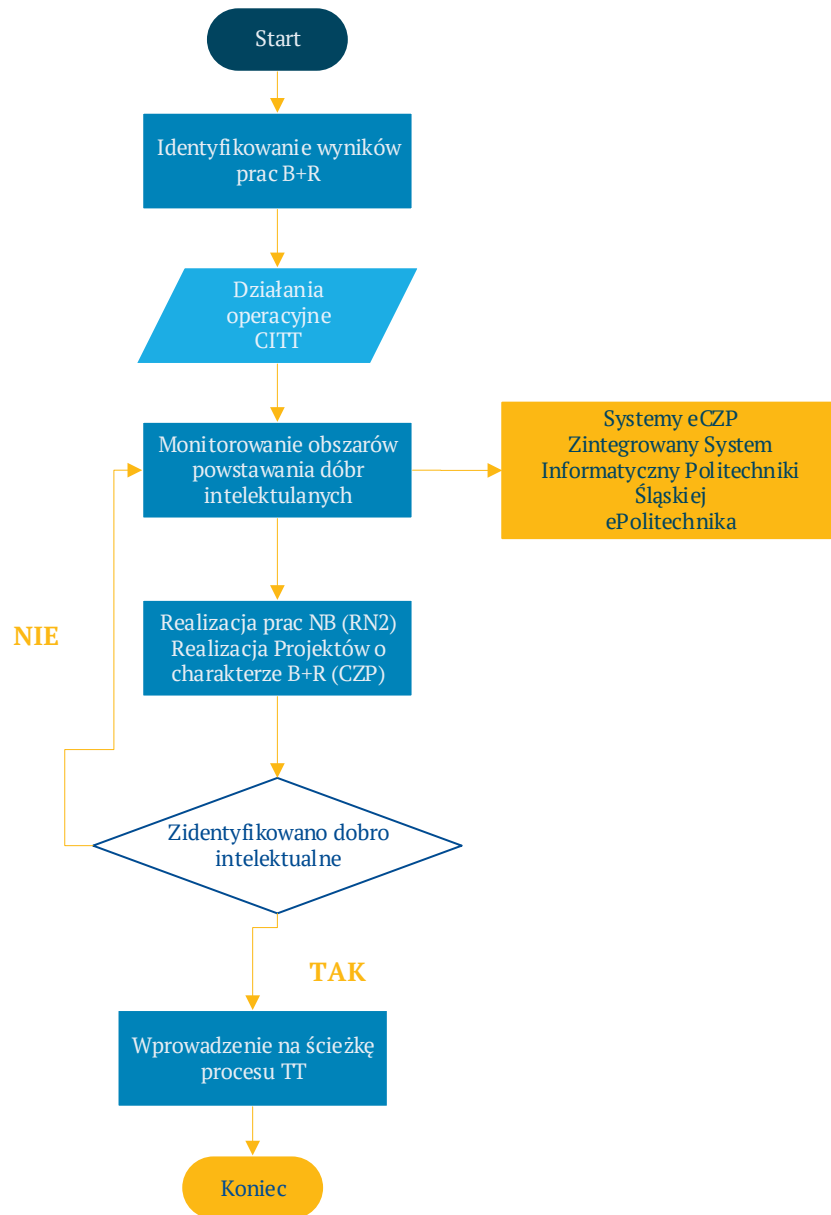 Start
Identyfikowanie wyników
prac B+R
Działania
operacyjne
CITT
Monitorowanie obszarów
powstawania dóbr
intelektulanych
Systemy eCZP
Zintegrowany System
Informatyczny Politechniki
Śląskiej
ePolitechnika
Realizacja prac NB (RN2)
Realizacja Projektów o
charakterze B+R (CZP)
NIE
Zidentyfikowano dobro
intelektualne
TAK
Wprowadzenie na ścieżkę
procesu TT
Koniec